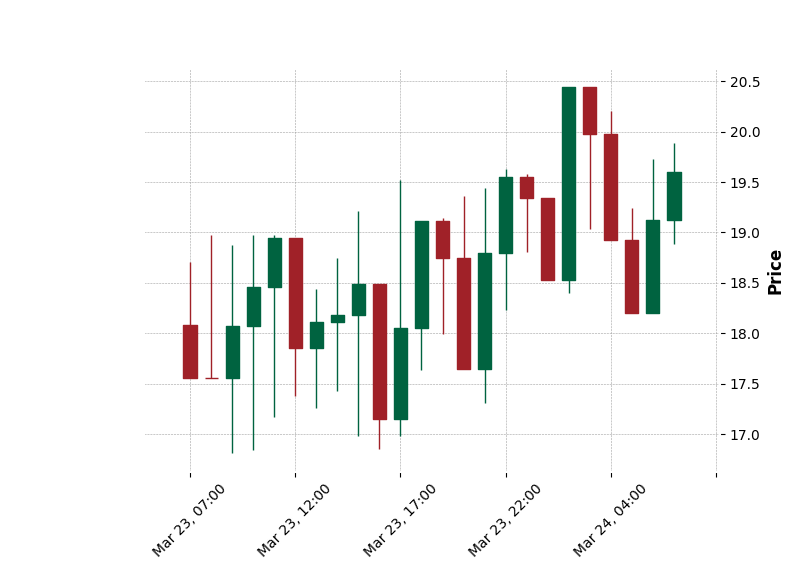 20.5
20.0
19.5
19.0
18.5
18.0
17.5
17.0
Price
Mar 23, 07:00
Mar 23, 12:00
Mar 23, 17:00
Mar 23, 22:00
Mar 24, 04:00